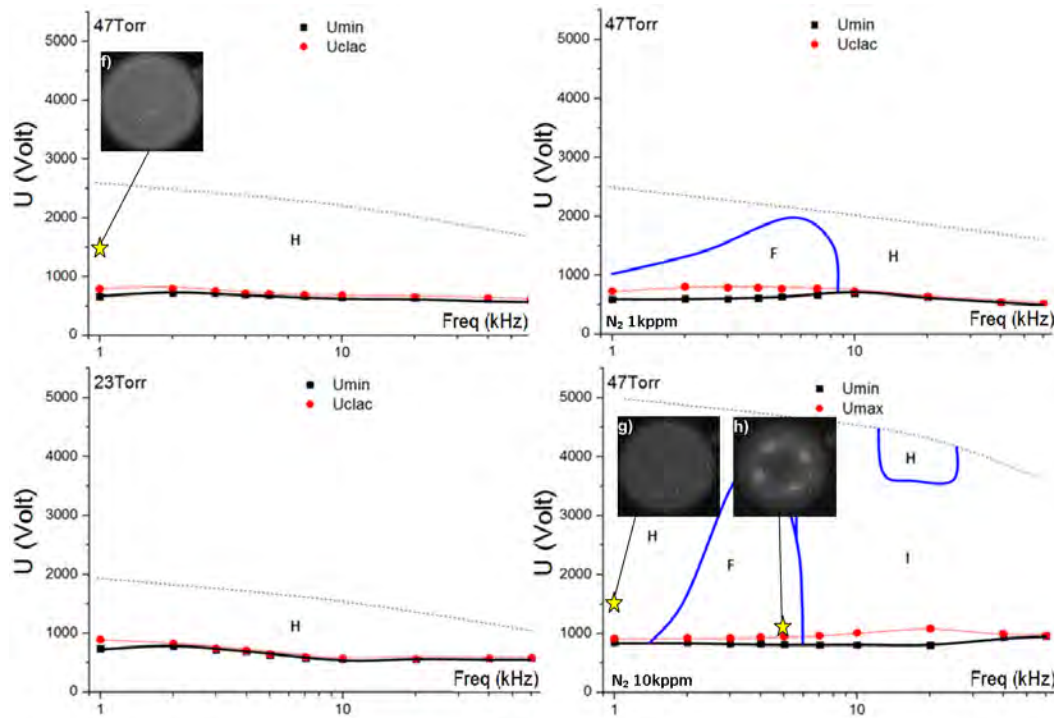 47Torr
Umin
Uclac
f)
H
U (Volt)
5000
4000
3000
2000
1000
0
Freq (kHz)
1
10
47Torr
Umin
Uclac
F
H
U (Volt)
5000
4000
3000
2000
1000
0
Freq (kHz)
N₂ 1kppm
1
10
23Torr
Umin
Uclac
H
U (Volt)
5000
4000
3000
2000
1000
0
Freq (kHz)
1
10
47Torr
Umin
Umax
g)
h)
H
H
F
I
U (Volt)
5000
4000
3000
2000
1000
0
Freq (kHz)
N₂ 10kppm
1
10